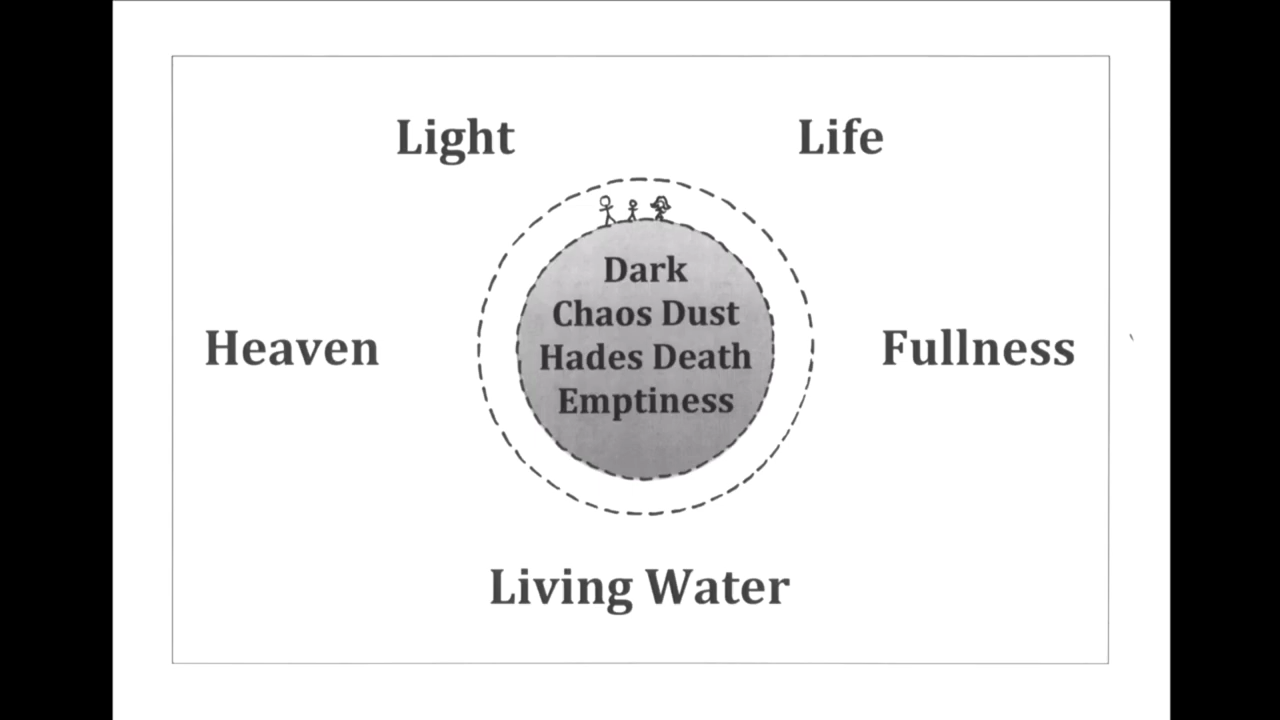 Light
Life
Dark
Chaos Dust
Hades Death
Emptiness
Heaven
Fullness
Living Water